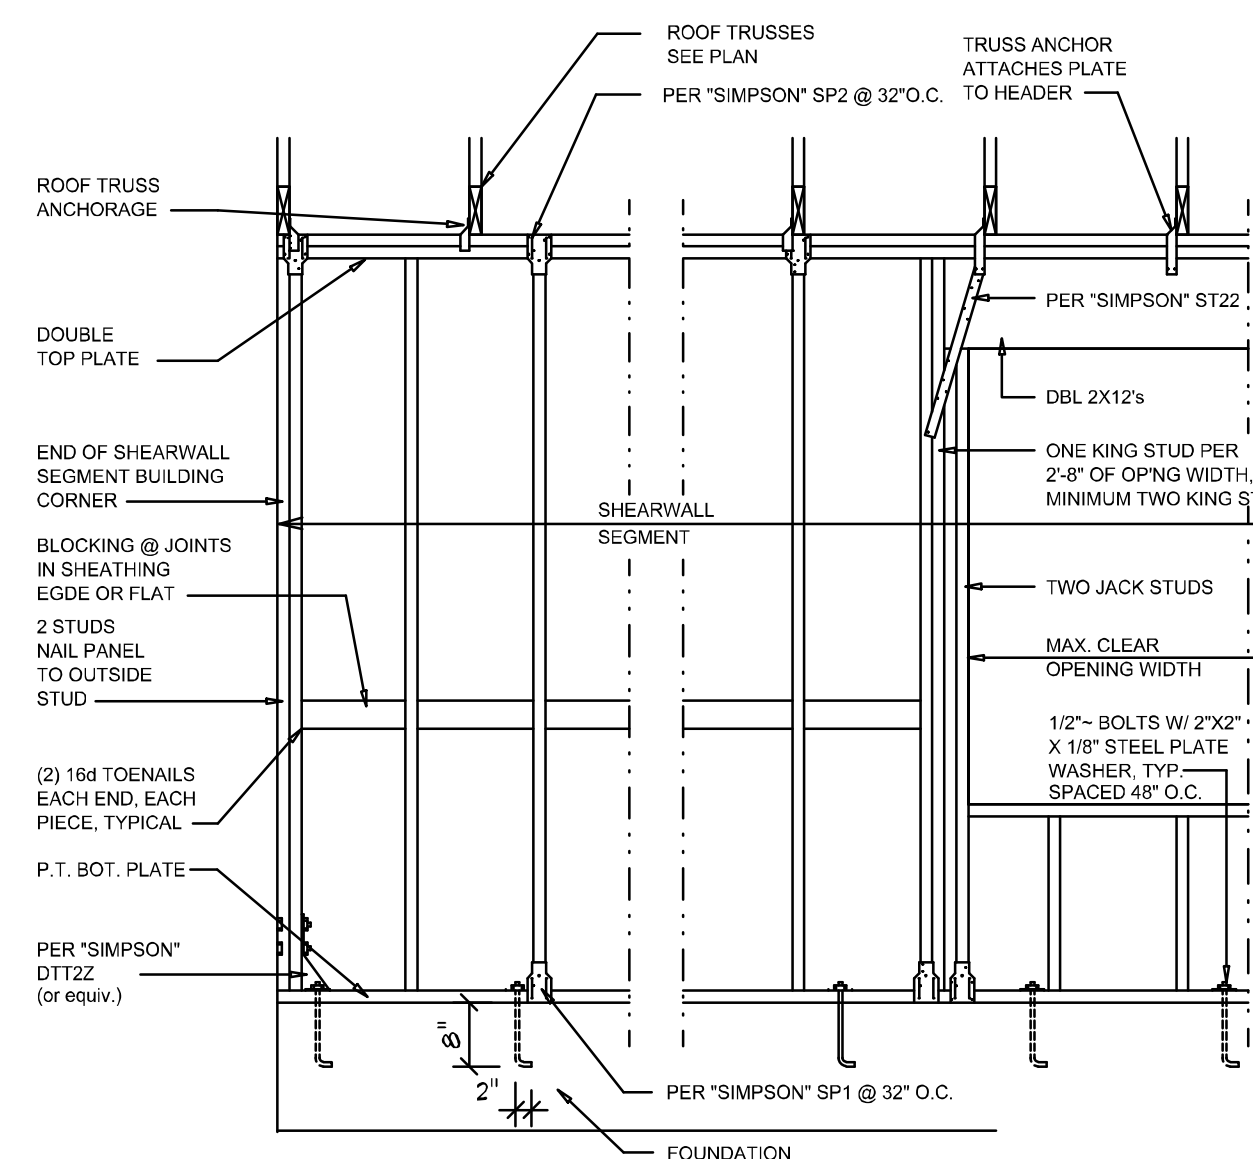 ROOF TRUSSES
SEE PLAN
PER "SIMPSON" SP2 @ 32"O.C.
TRUSS ANCHOR
ATTACHES PLATE
TO HEADER
ROOF TRUSS
ANCHORAGE
DOUBLE
TOP PLATE
END OF SHEARWALL
SEGMENT BUILDING
CORNER
BLOCKING @ JOINTS
IN SHEATHING
EGDE OR FLAT
2 STUDS
NAIL PANEL
TO OUTSIDE
STUD
(2) 16d TOENAILS
EACH END, EACH
PIECE, TYPICAL
P.T. BOT. PLATE
PER "SIMPSON"
DTT2Z
(or equiv.)
SHEARWALL
SEGMENT
PER "SIMPSON" ST22
DBL 2X12's
ONE KING STUD PER
2'-8" OF OP'NG WIDTH,
MINIMUM TWO KING
TWO JACK STUDS
MAX. CLEAR
OPENING WIDTH
1/2"~ BOLTS W/ 2"X2"
X 1/8" STEEL PLATE
WASHER, TYP.
SPACED 48" O.C.
8"
2"
PER "SIMPSON" SP1 @ 32" O.C.
FOUNDATION